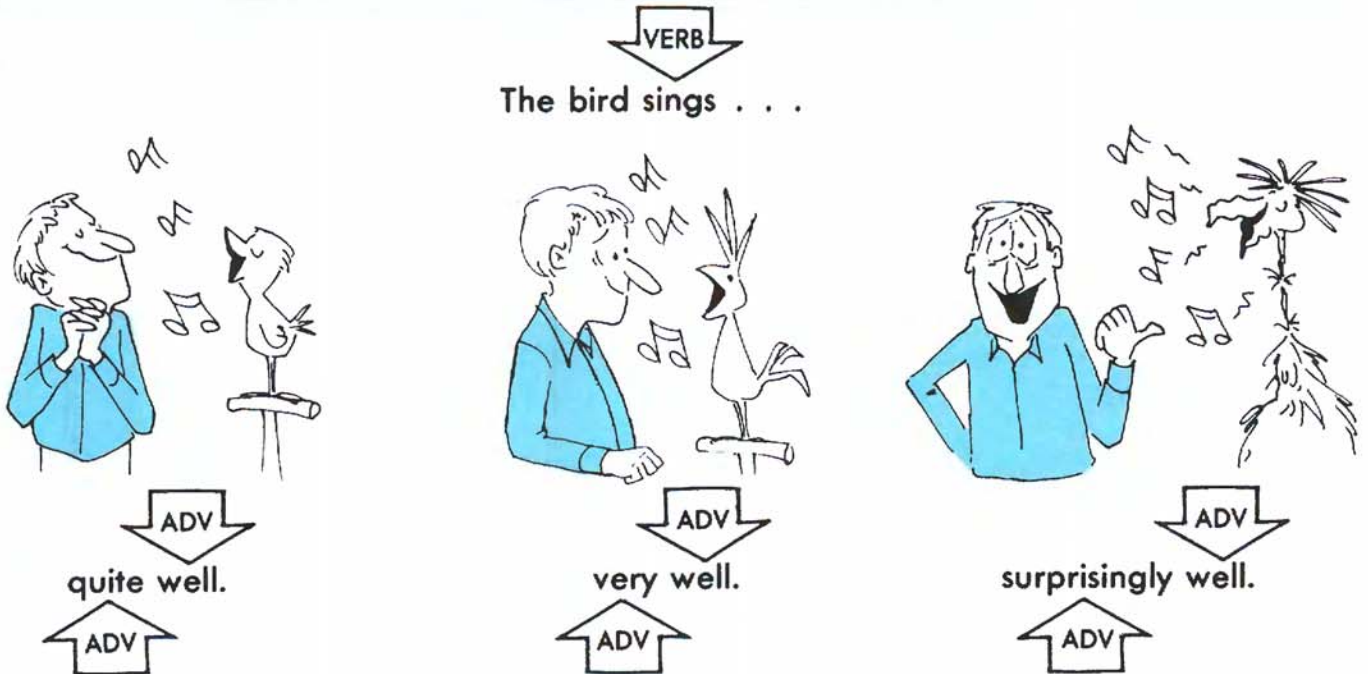 VERB
The bird sings . . .
ADV ADV ADV
quite well. very well. surprisingly well.
ADV ADV ADV